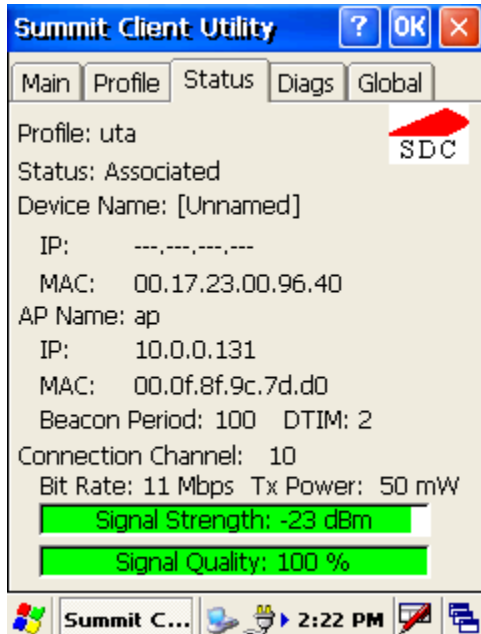 Summit Client Utility ? OK ×
Main Profile Status Diags Global
Profile: uta
SDC
Status: Associated
Device Name: [Unnamed]
IP: ---.---.---.---
MAC: 00.17.23.00.96.40
AP Name: ap
IP: 10.0.0.131
MAC: 00.0f.8f.9c.7d.d0
Beacon Period: 100 DTIM: 2
Connection Channel: 10
Bit Rate: 11 Mbps Tx Power: 50 mW
Signal Strength: -23 dBm
Signal Quality: 100 %
Summit C... 2:22 PM